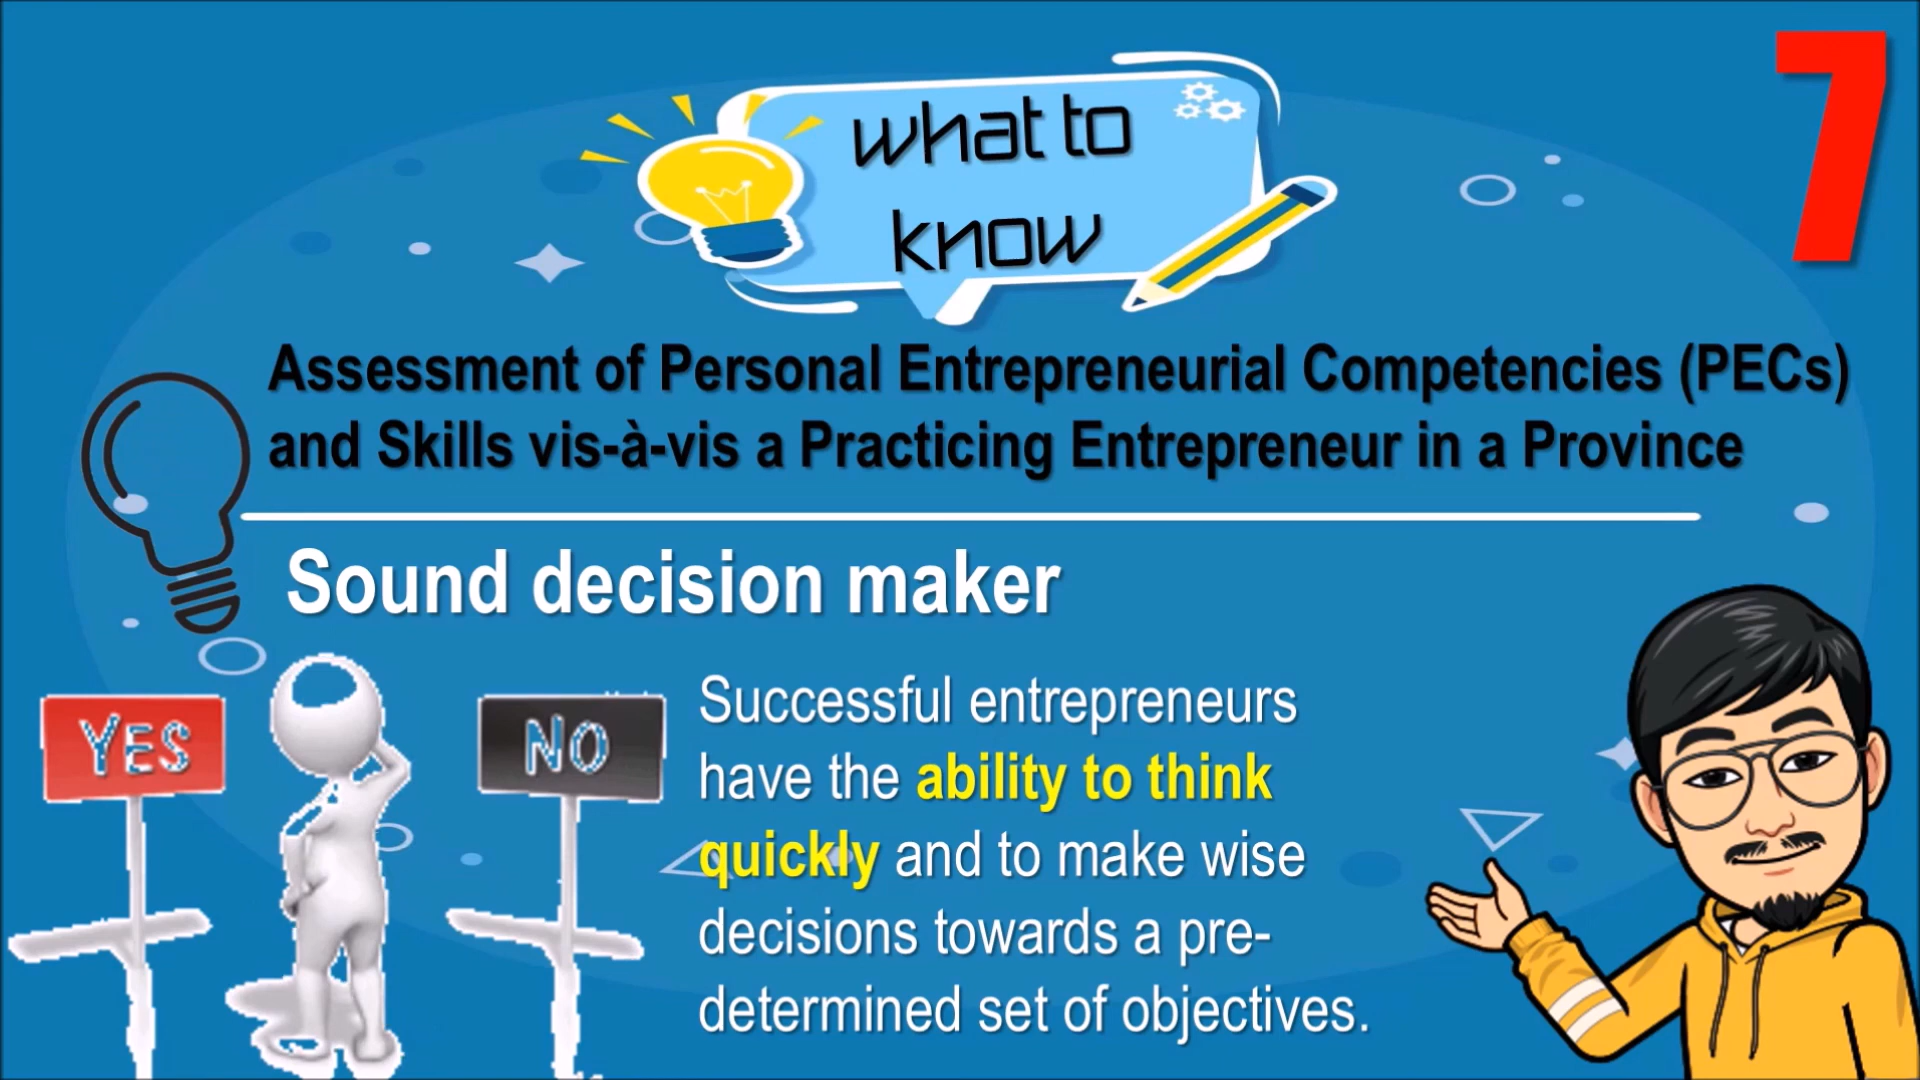 7
what to
know
Assessment of Personal Entrepreneurial Competencies (PECs)
and Skills vis-à-vis a Practicing Entrepreneur in a Province
Sound decision maker
YES
NO
Successful entrepreneurs
have the ability to think
quickly and to make wise
decisions towards a pre-
determined set of objectives.